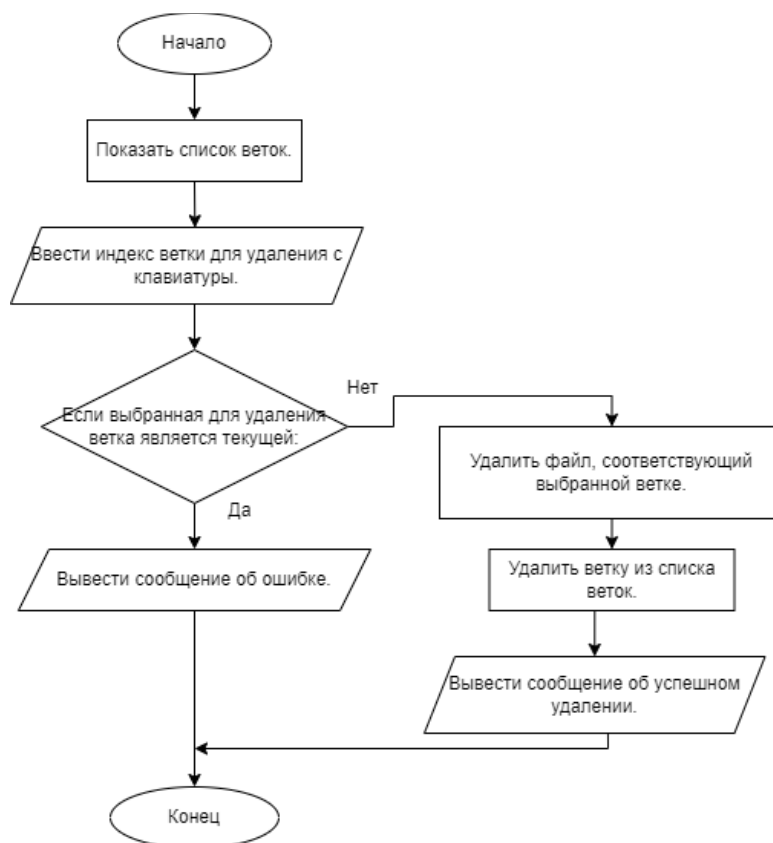 Начало
Показать список веток.
Ввести индекс ветки для удаления с
клавиатуры.
Нет
Если выбранная для удаления
ветка является текущей:
Удалить файл, соответствующий
выбранной ветке.
Да
Вывести сообщение об ошибке.
Удалить ветку из списка
веток.
Вывести сообщение об успешном
удалении.
Конец